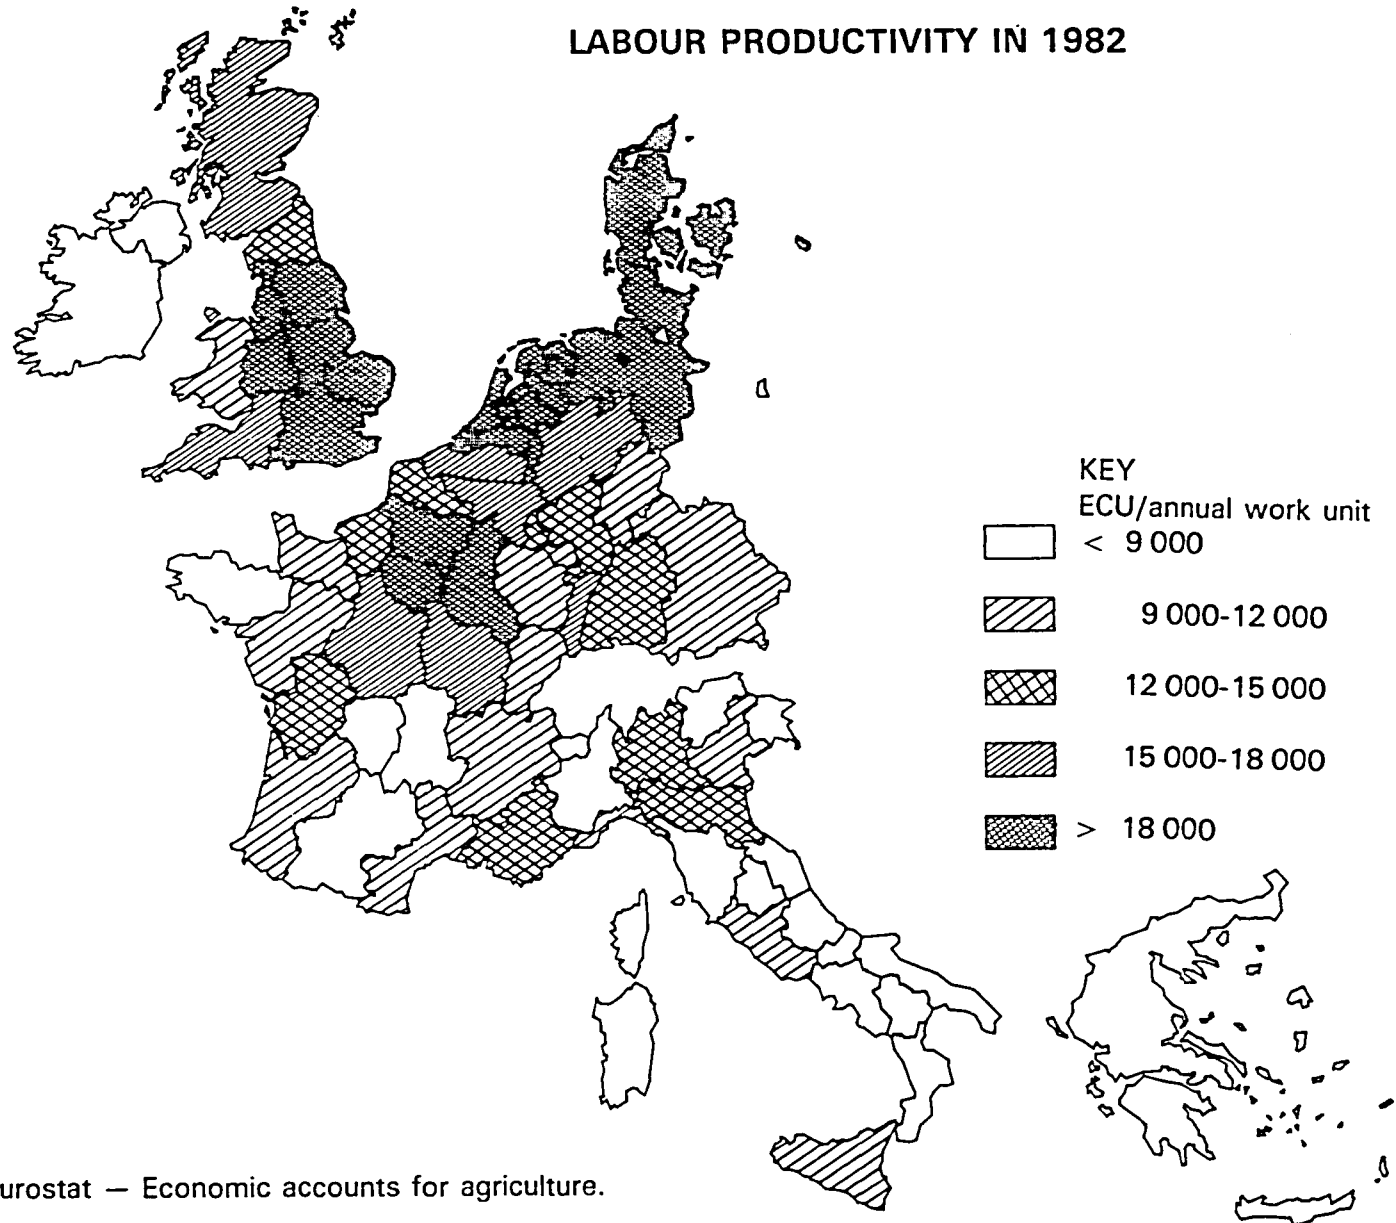 LABOUR PRODUCTIVITY IN 1982
KEY
ECU/annual work unit
< 9 000
9 000-12 000
12 000-15 000
15 000-18 000
> 18 000
urostat — Economic accounts for agriculture.